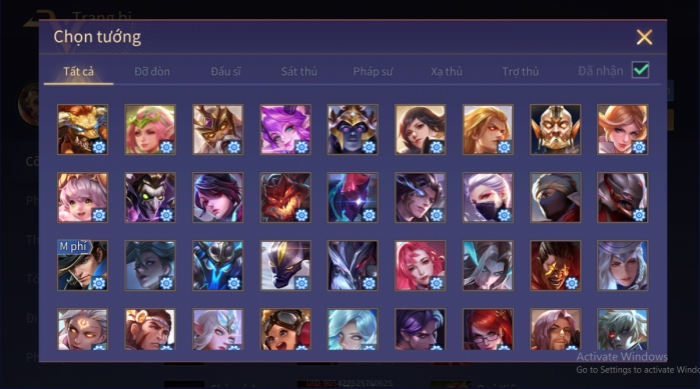 Trang bị
Chọn tướng
Tất cả
Đỡ đòn
Đấu sĩ
Sát thủ
Pháp sư
Xạ thủ
Trợ thủ
Đã nhận
M phí
Activate Windows
Go to Settings to activate Wind